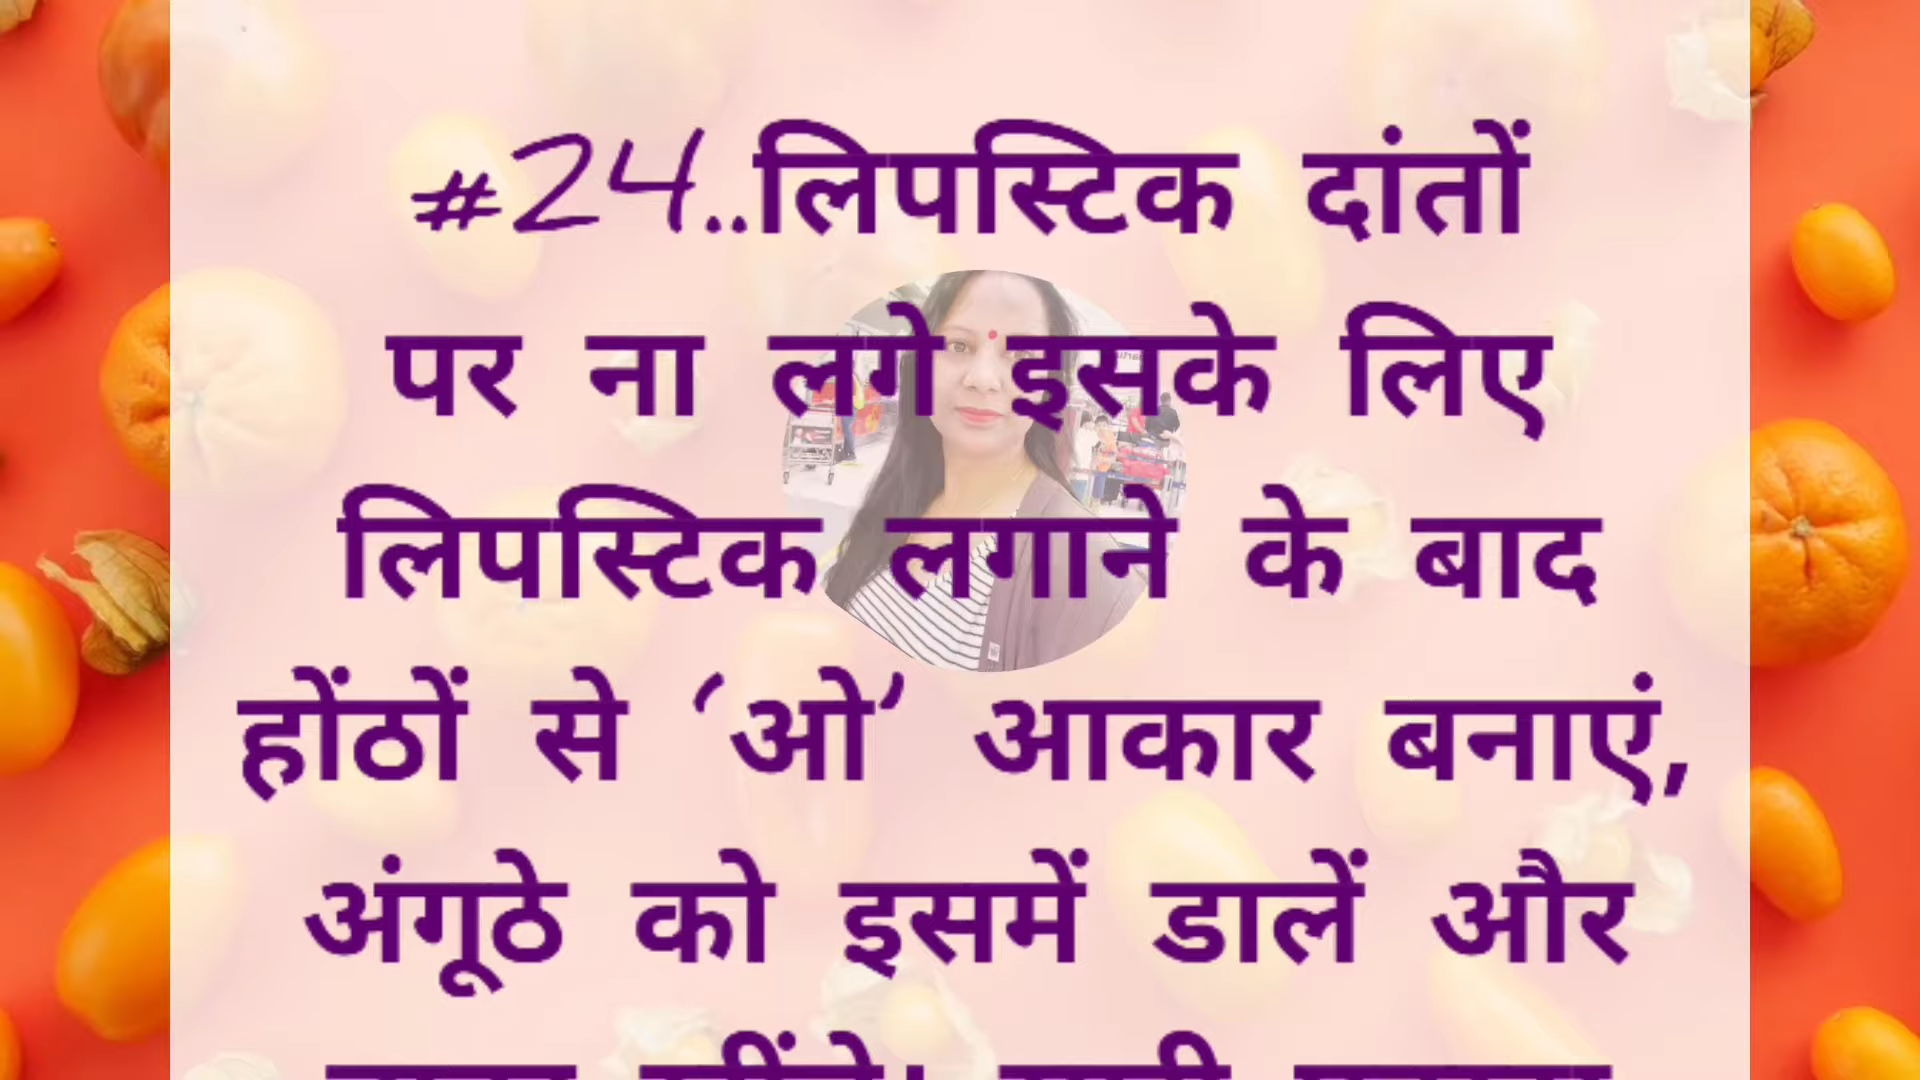 #24..लिपस्टिक दांतों
पर ना लगे इसके लिए
लिपस्टिक लगाने के बाद
होंठों से ‘ओ’ आकार बनाएं,
अंगूठे को इसमें डालें और